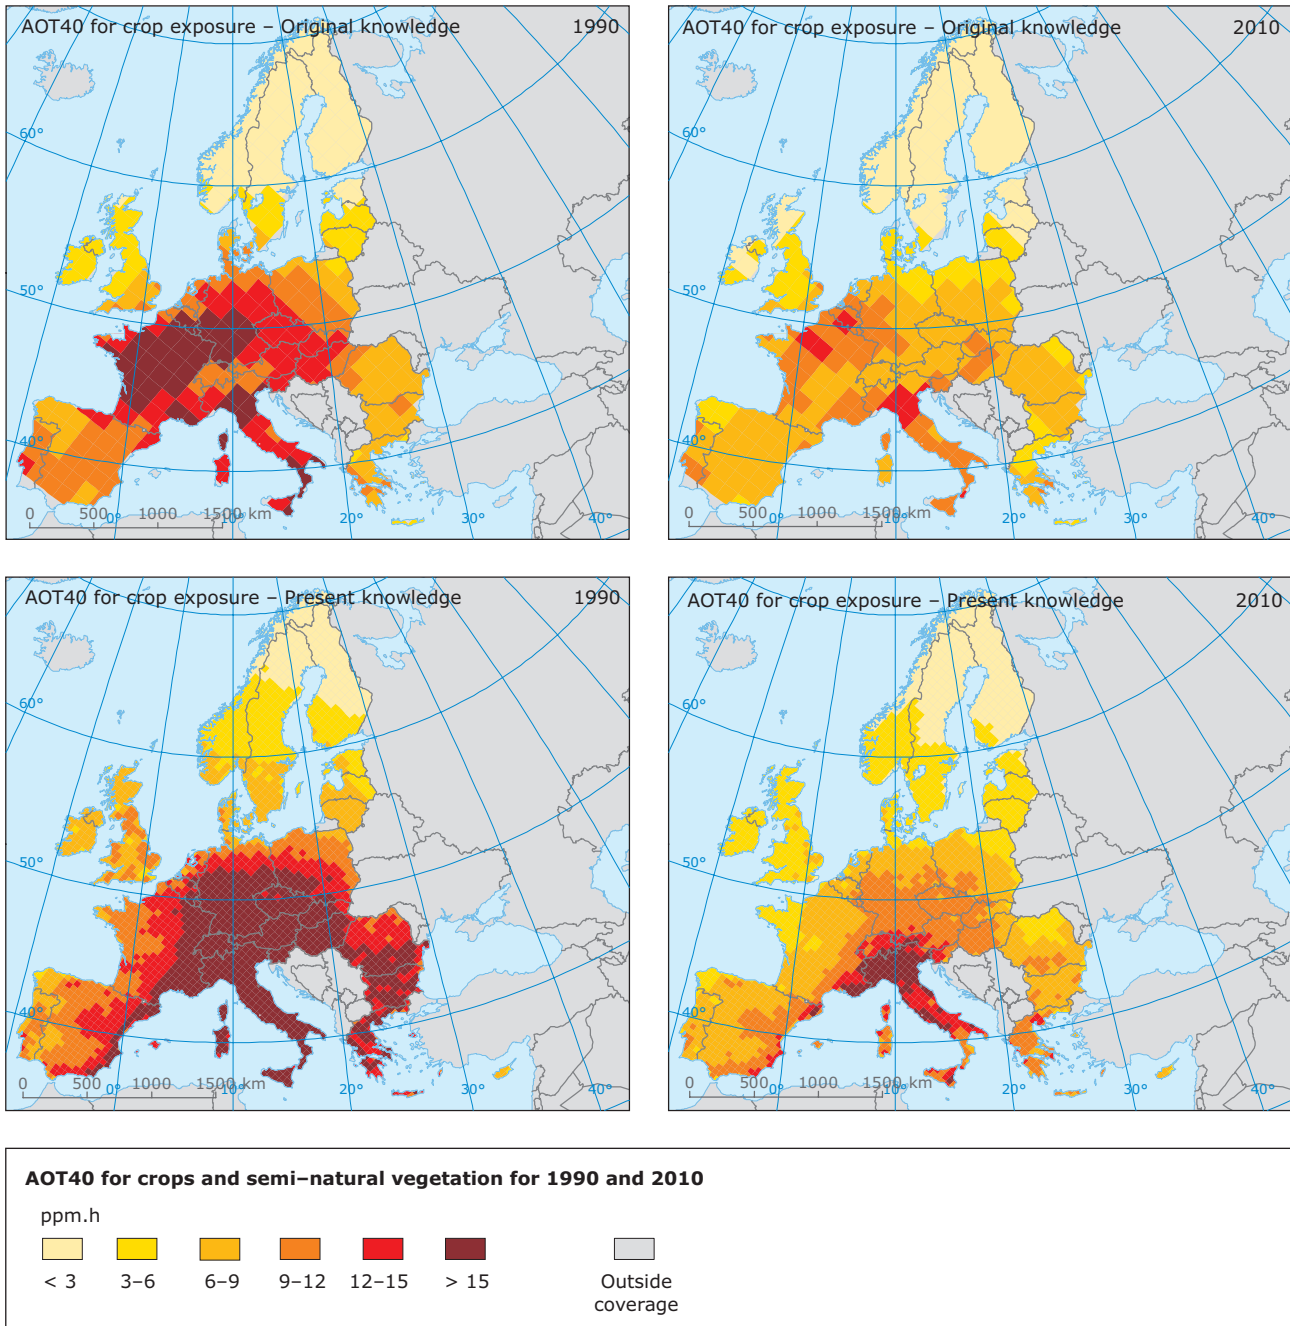 AOT40 for crop exposure – Original knowledge 1990
60°
50°
40°
0 500 1000 1500 km
0° 10° 20° 30° 40°
AOT40 for crop exposure – Original knowledge 2010
60°
50°
40°
0 500 1000 1500 km
0° 10° 20° 30° 40°
AOT40 for crop exposure – Present knowledge 1990
60°
50°
40°
0 500 1000 1500 km
0° 10° 20° 30° 40°
AOT40 for crop exposure – Present knowledge 2010
60°
50°
40°
0 500 1000 1500 km
0° 10° 20° 30° 40°
AOT40 for crops and semi–natural vegetation for 1990 and 2010
ppm.h
< 3 3–6 6–9 9–12 12–15 > 15 Outside
coverage